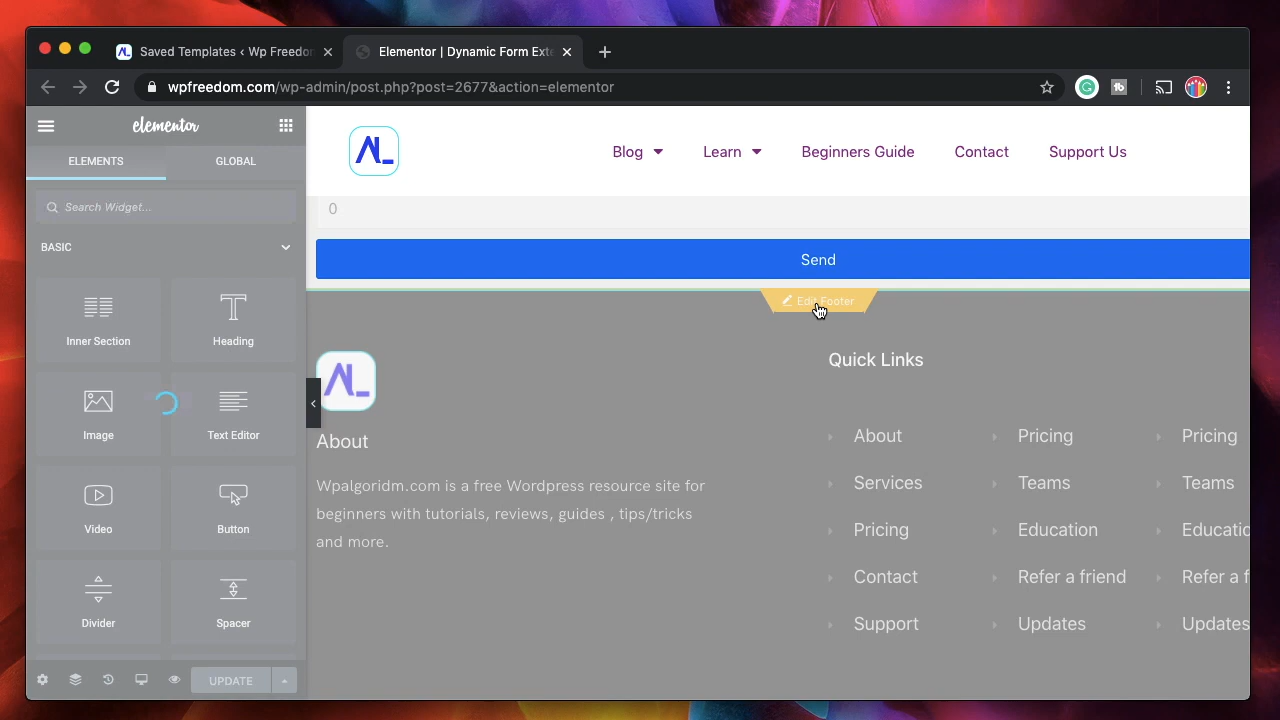 Saved Templates ‹ Wp Freedom
Elementor | Dynamic Form Exte
wpfreedom.com/wp-admin/post.php?post=2677&action=elementor
elementor
ELEMENTS
GLOBAL
Search Widget...
BASIC
Inner Section
Heading
Image
Text Editor
Video
Button
Divider
Spacer
UPDATE
AL_
Blog
Learn
Beginners Guide
Contact
Support Us
0
Send
Edit Footer
AL_
About
Wpalgoridm.com is a free Wordpress resource site for
beginners with tutorials, reviews, guides , tips/tricks
and more.
Quick Links
About
Pricing
Pricing
Services
Teams
Teams
Pricing
Education
Educatio
Contact
Refer a friend
Refer a f
Support
Updates
Updates